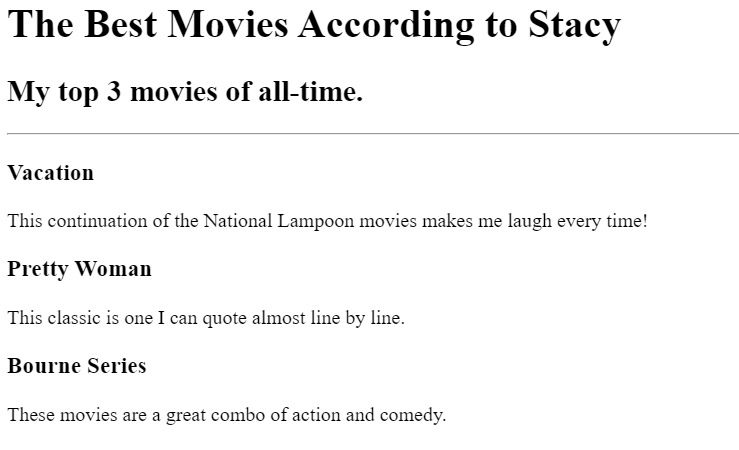 The Best Movies According to Stacy
My top 3 movies of all-time.
Vacation
This continuation of the National Lampoon movies makes me laugh every time!
Pretty Woman
This classic is one I can quote almost line by line.
Bourne Series
These movies are a great combo of action and comedy.